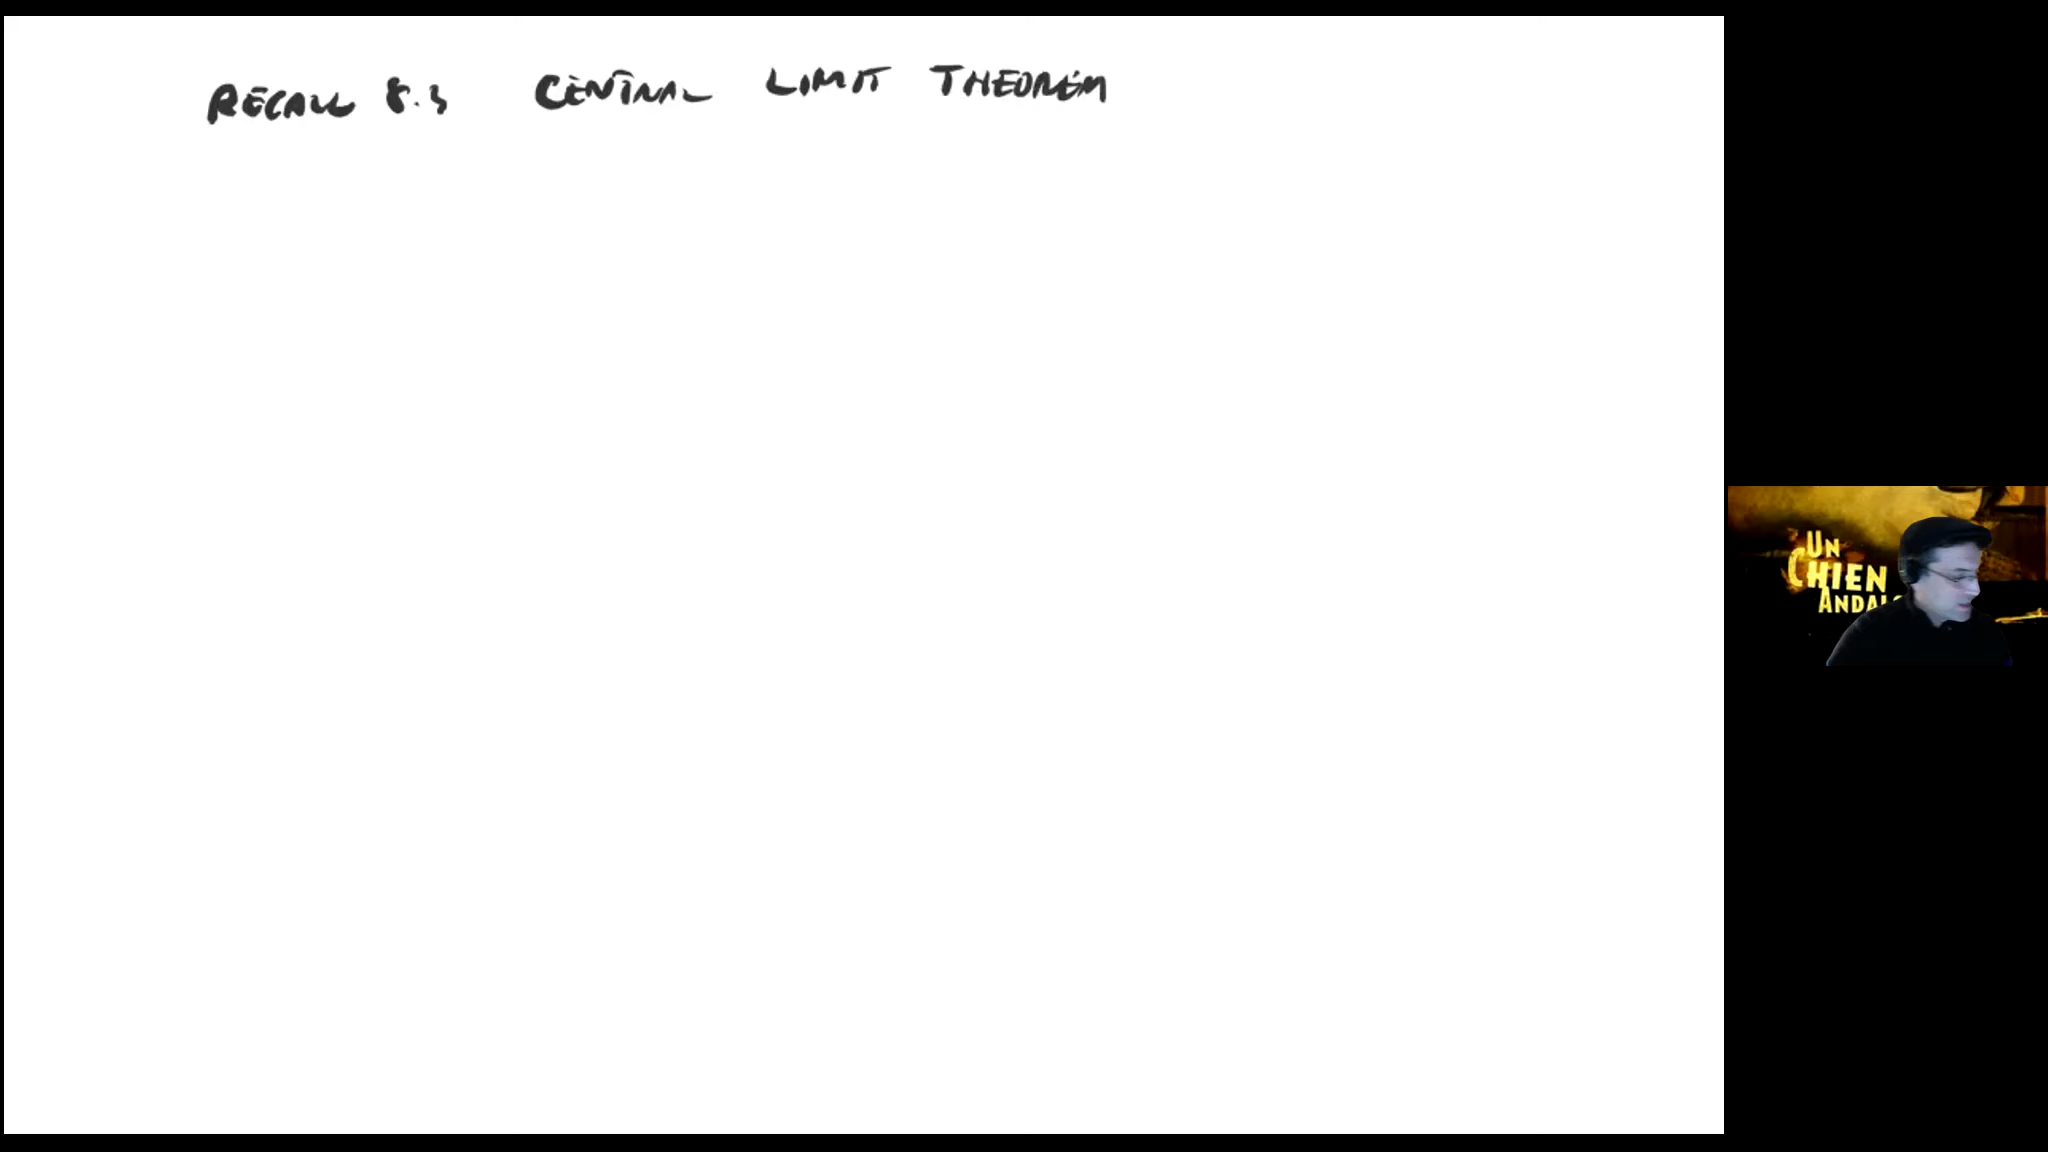 RECALL 8.3 CENTRAL LIMIT THEOREM
UN
CHIEN
ANDAL